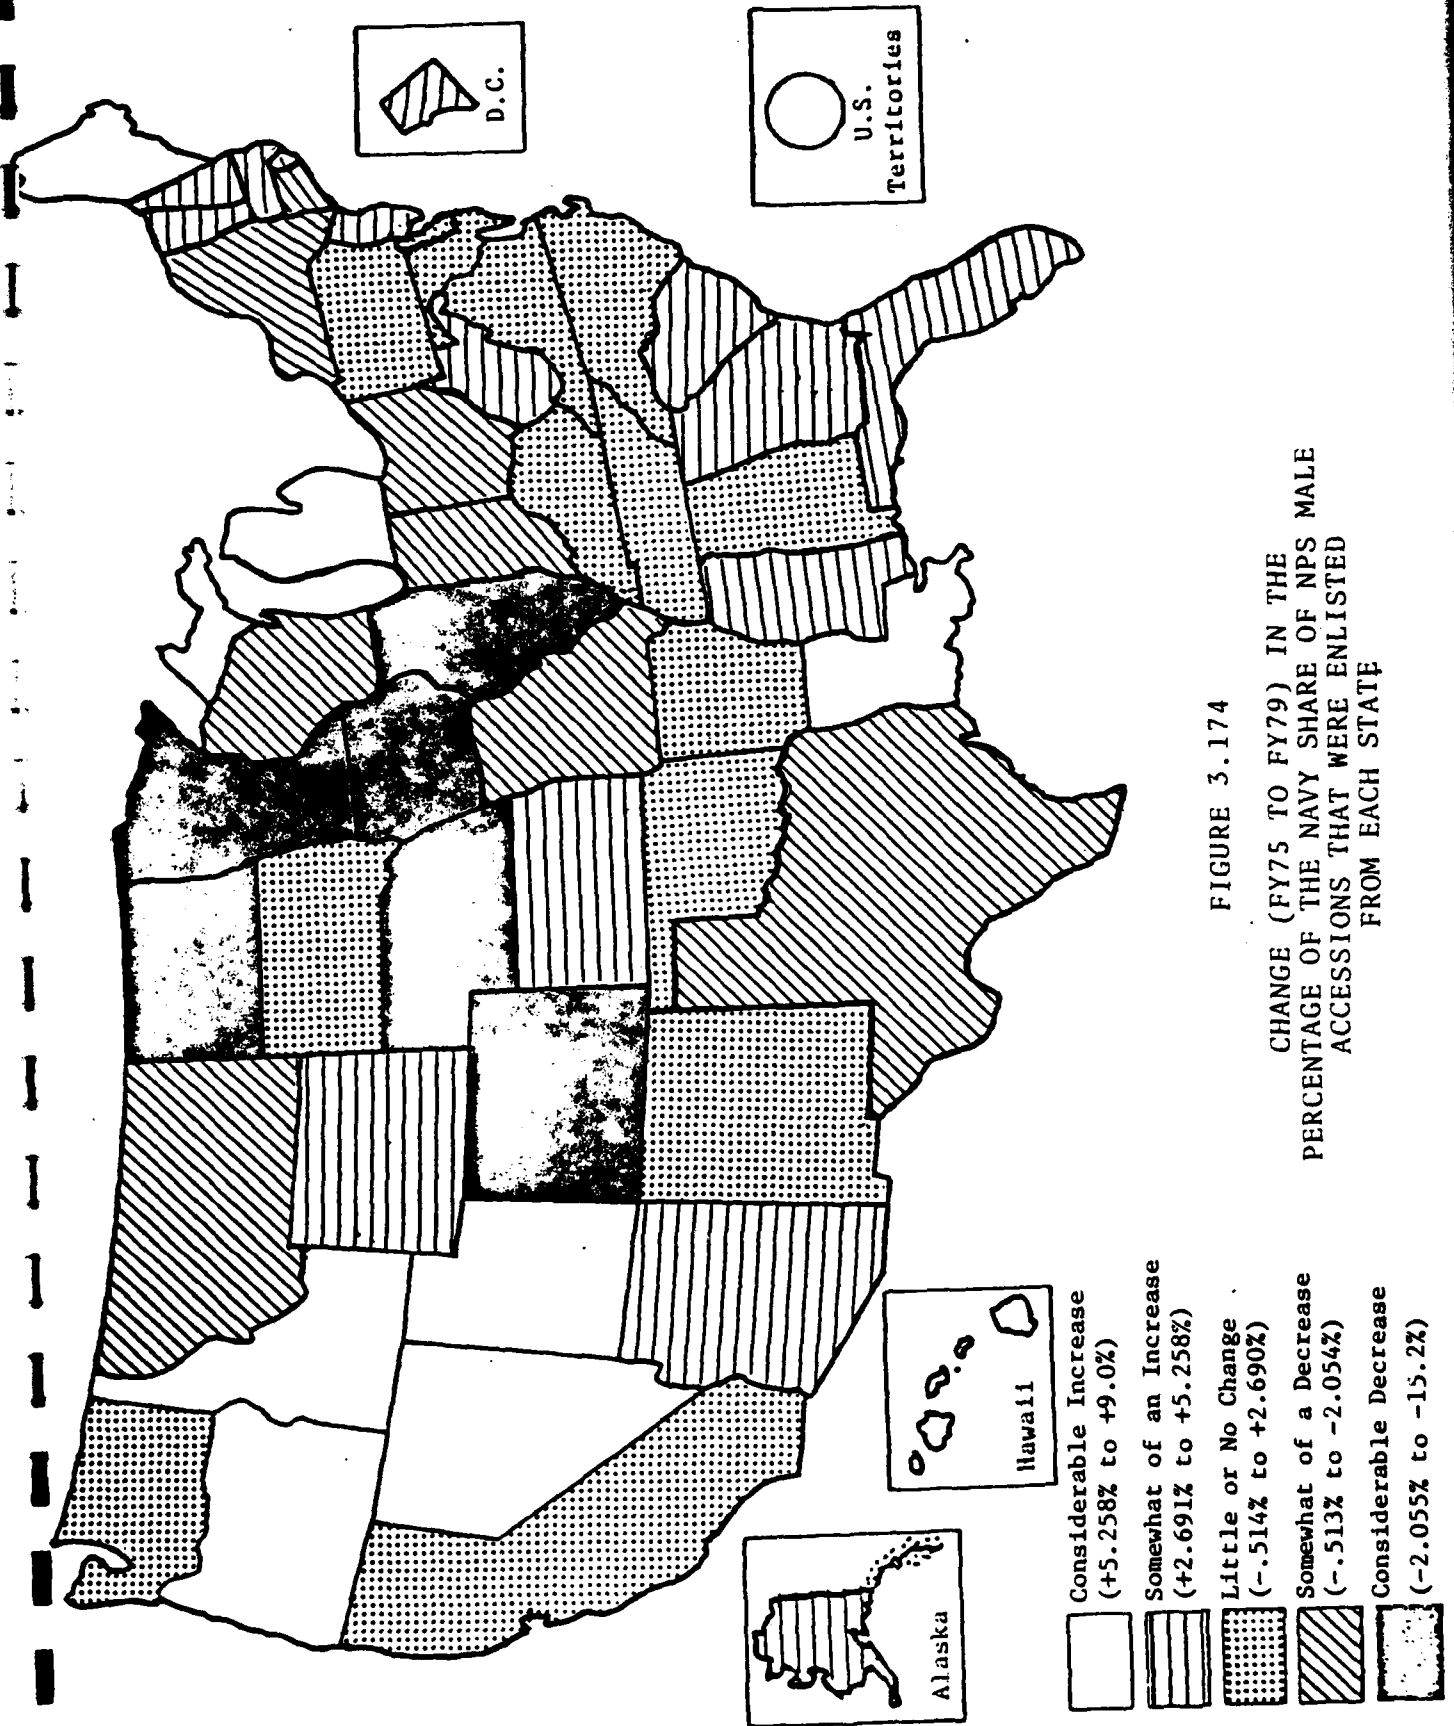 D.C.
U.S.
Territories
Hawaii
Alaska
Considerable Increase
(+5.258% to +9.0%)
Somewhat of an Increase
(+2.691% to +5.258%)
Little or No Change
(-.514% to +2.690%)
Somewhat of a Decrease
(-.513% to -2.054%)
Considerable Decrease
(-2.055% to -15.2%)
FIGURE 3.174
CHANGE (FY75 TO FY79) IN THE
PERCENTAGE OF THE NAVY SHARE OF NPS MALE
ACCESSIONS THAT WERE ENLISTED
FROM EACH STATE